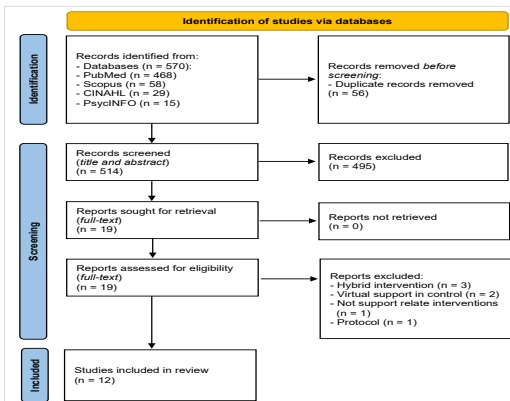 Identification of studies via databases
Identification
Records identified from:
- Databases (n = 570):
- PubMed (n = 468)
- Scopus (n = 58)
- CINAHL (n = 29)
- PsycINFO (n = 15)
Records removed before
screening:
- Duplicate records removed
(n = 56)
Screening
Records screened
(title and abstract)
(n = 514)
Records excluded
(n = 495)
Reports sought for retrieval
(full-text)
(n = 19)
Reports not retrieved
(n = 0)
Reports assessed for eligibility
(full-text)
(n = 19)
Reports excluded:
- Hybrid intervention (n = 3)
- Virtual support in control (n = 2)
- Not support relate interventions
(n = 1)
- Protocol (n = 1)
Included
Studies included in review
(n = 12)